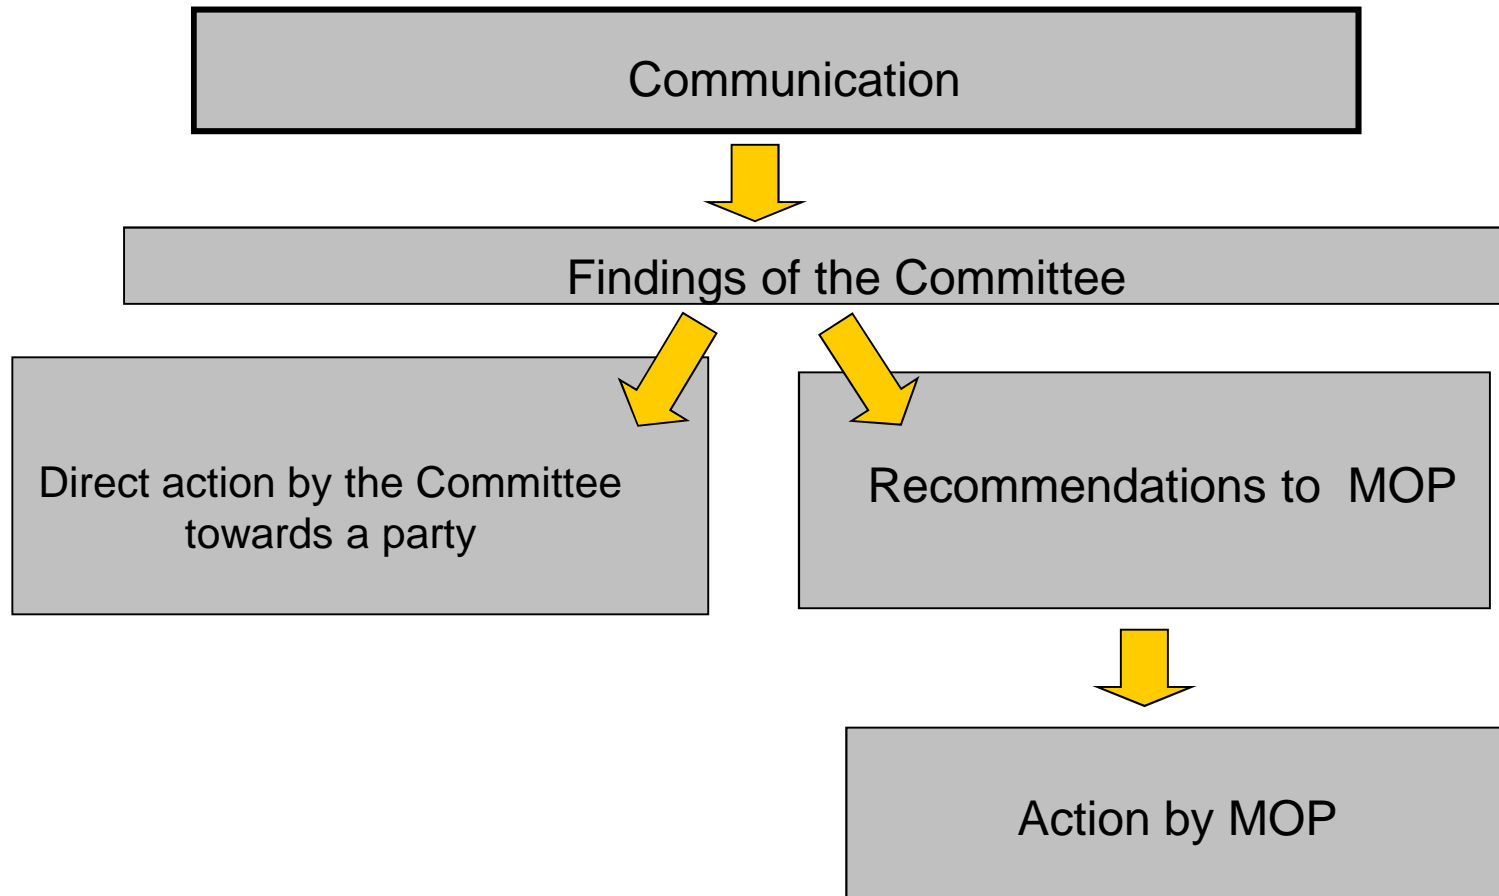 Communication
Findings of the Committee
Direct action by the Committee
towards a party
Recommendations to  MOP
Action by MOP